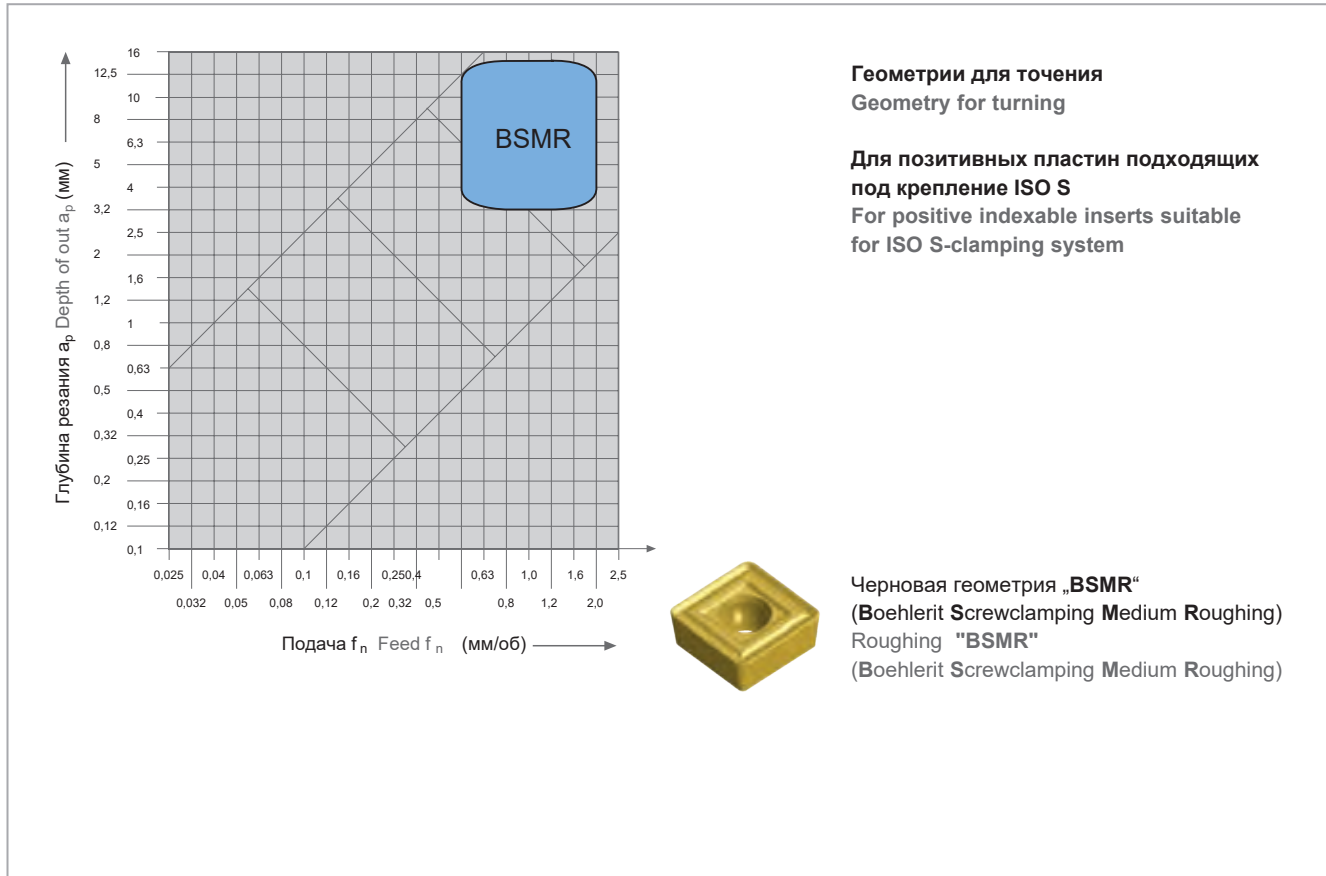 16
12,5
10
8
6,3
5
4
3,2
2,5
2
1,6
1,2
1
0,8
0,63
0,5
0,4
0,32
0,25
0,2
0,16
0,12
0,1
Глубина резания aₚ Depth of out aₚ (мм)
BSMR
0,025 0,04 0,063 0,1 0,16 0,250,4 0,63 1,0 1,6 2,5
0,032 0,05 0,08 0,12 0,2 0,32 0,5 0,8 1,2 2,0
Подача fₙ Feed fₙ (мм/об)
Геометрии для точения
Geometry for turning
Для позитивных пластин подходящих
под крепление ISO S
For positive indexable inserts suitable
for ISO S-clamping system
Черновая геометрия „BSMR“
(Boehlerit Screwclamping Medium Roughing)
Roughing "BSMR"
(Boehlerit Screwclamping Medium Roughing)